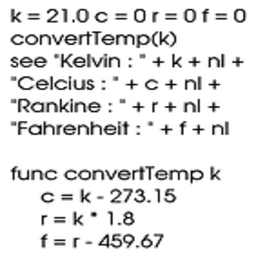 k = 21.0 c = 0 r = 0 f = 0
convertTemp(k)
see "Kelvin : " + k + nl +
"Celcius : " + c + nl +
"Rankine : " + r + nl +
"Fahrenheit : " + f + nl
func convertTemp k
c = k - 273.15
r = k * 1.8
f = r - 459.67